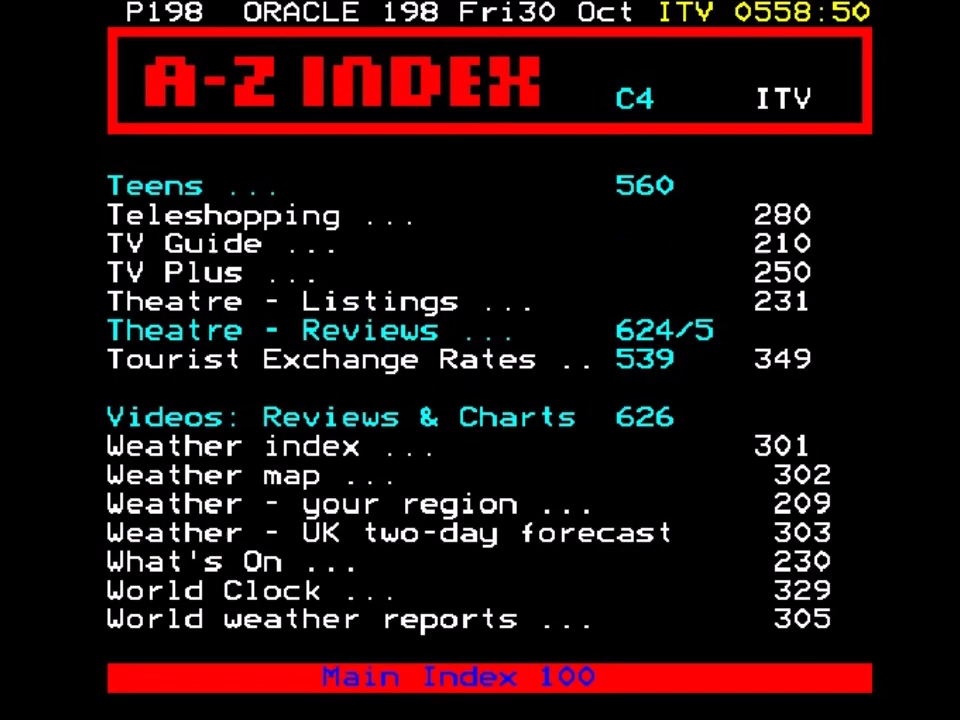 P198 ORACLE 198 Fri30 Oct ITV 0558:50
A-Z INDEX C4 ITV
Teens ... 560
Teleshopping ... 280
TV Guide ... 210
TV Plus ... 250
Theatre - Listings ... 231
Theatre - Reviews ... 624/5
Tourist Exchange Rates .. 539 349
Videos: Reviews & Charts 626
Weather index ... 301
Weather map ... 302
Weather - your region ... 209
Weather - UK two-day forecast 303
What's On ... 230
World Clock ... 329
World weather reports ... 305
Main Index 100